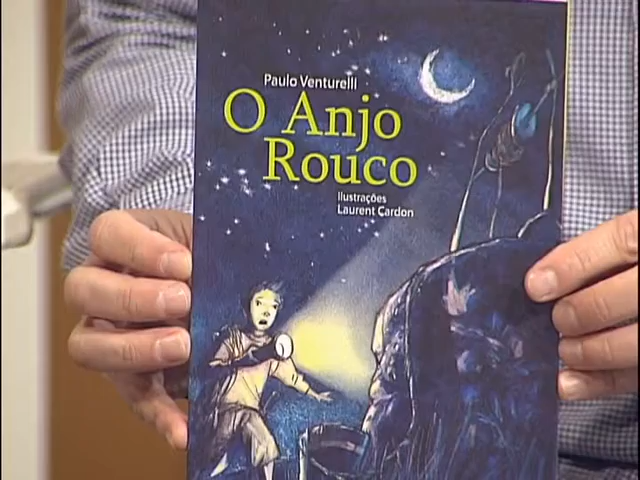 Paulo Venturelli
O Anjo
Rouco
Ilustrações
Laurent Cardon